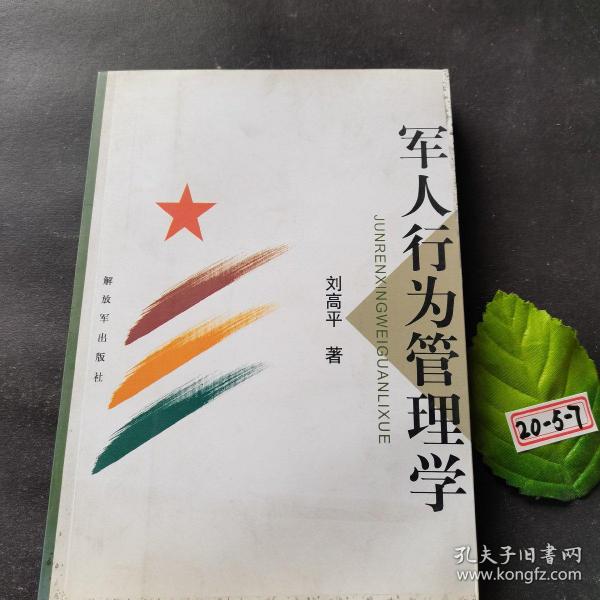 军人行为管理学
JUNRENXINGWEIGUANLIXUE
刘高平 著
解放军出版社
20-5-7
孔夫子旧书网
www.kongfz.com